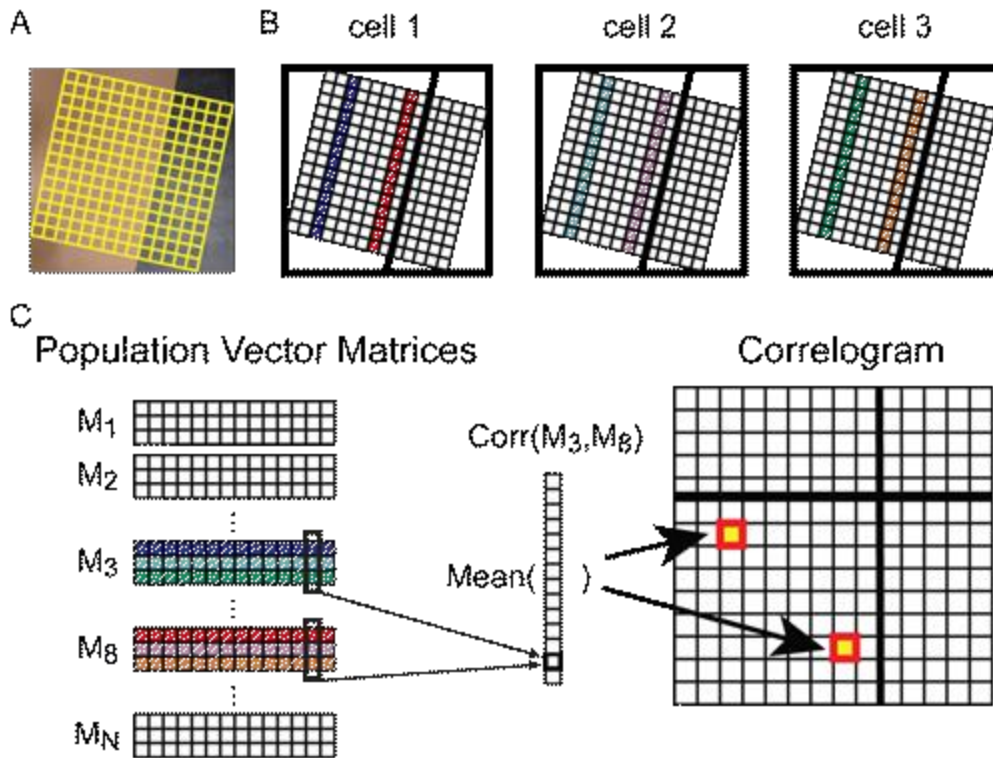 A
B
cell 1
cell 2
cell 3
C
Population Vector Matrices
Correlogram
M1
M2
M3
M8
MN
Corr(M3,M8)
Mean( )